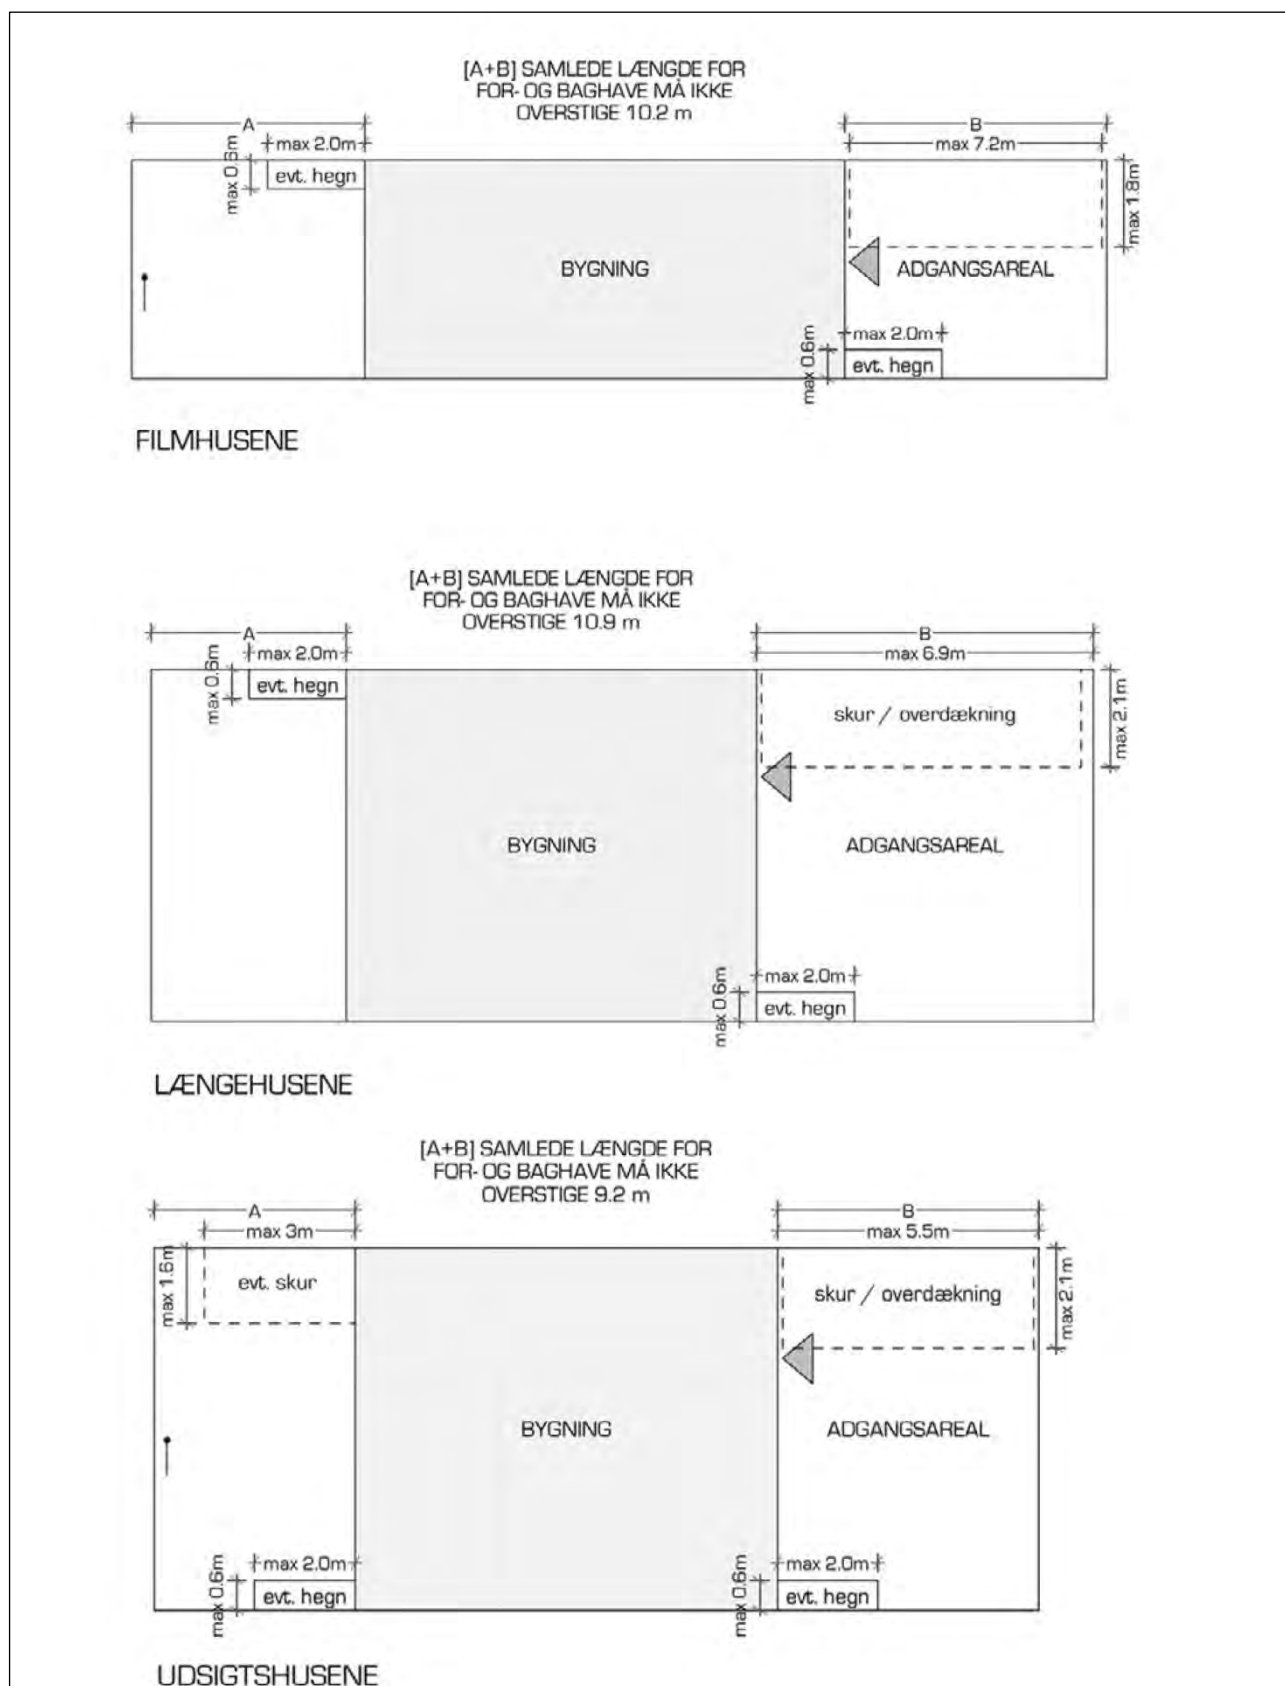 [A+B] SAMLEDE LÆNGDE FOR
FOR- OG BAGHAVE MÅ IKKE
OVERSTIGE 10.2 m
A
B
max 2.0m
max 7.2m
max 0.6m
evt. hegn
max 1.8m
BYGNING
ADGANGSAREAL
max 2.0m
max 0.6m
evt. hegn
FILMHUSENE
[A+B] SAMLEDE LÆNGDE FOR
FOR- OG BAGHAVE MÅ IKKE
OVERSTIGE 10.9 m
A
B
max 2.0m
max 6.9m
max 0.6m
evt. hegn
skur / overdækning
max 2.1m
BYGNING
ADGANGSAREAL
max 2.0m
max 0.6m
evt. hegn
LÆNGEHUSENE
[A+B] SAMLEDE LÆNGDE FOR
FOR- OG BAGHAVE MÅ IKKE
OVERSTIGE 9.2 m
A
B
max 3m
max 5.5m
max 1.6m
evt. skur
skur / overdækning
max 2.1m
BYGNING
ADGANGSAREAL
max 2.0m
max 2.0m
max 0.6m
evt. hegn
max 0.6m
evt. hegn
UDSIGTSHUSENE